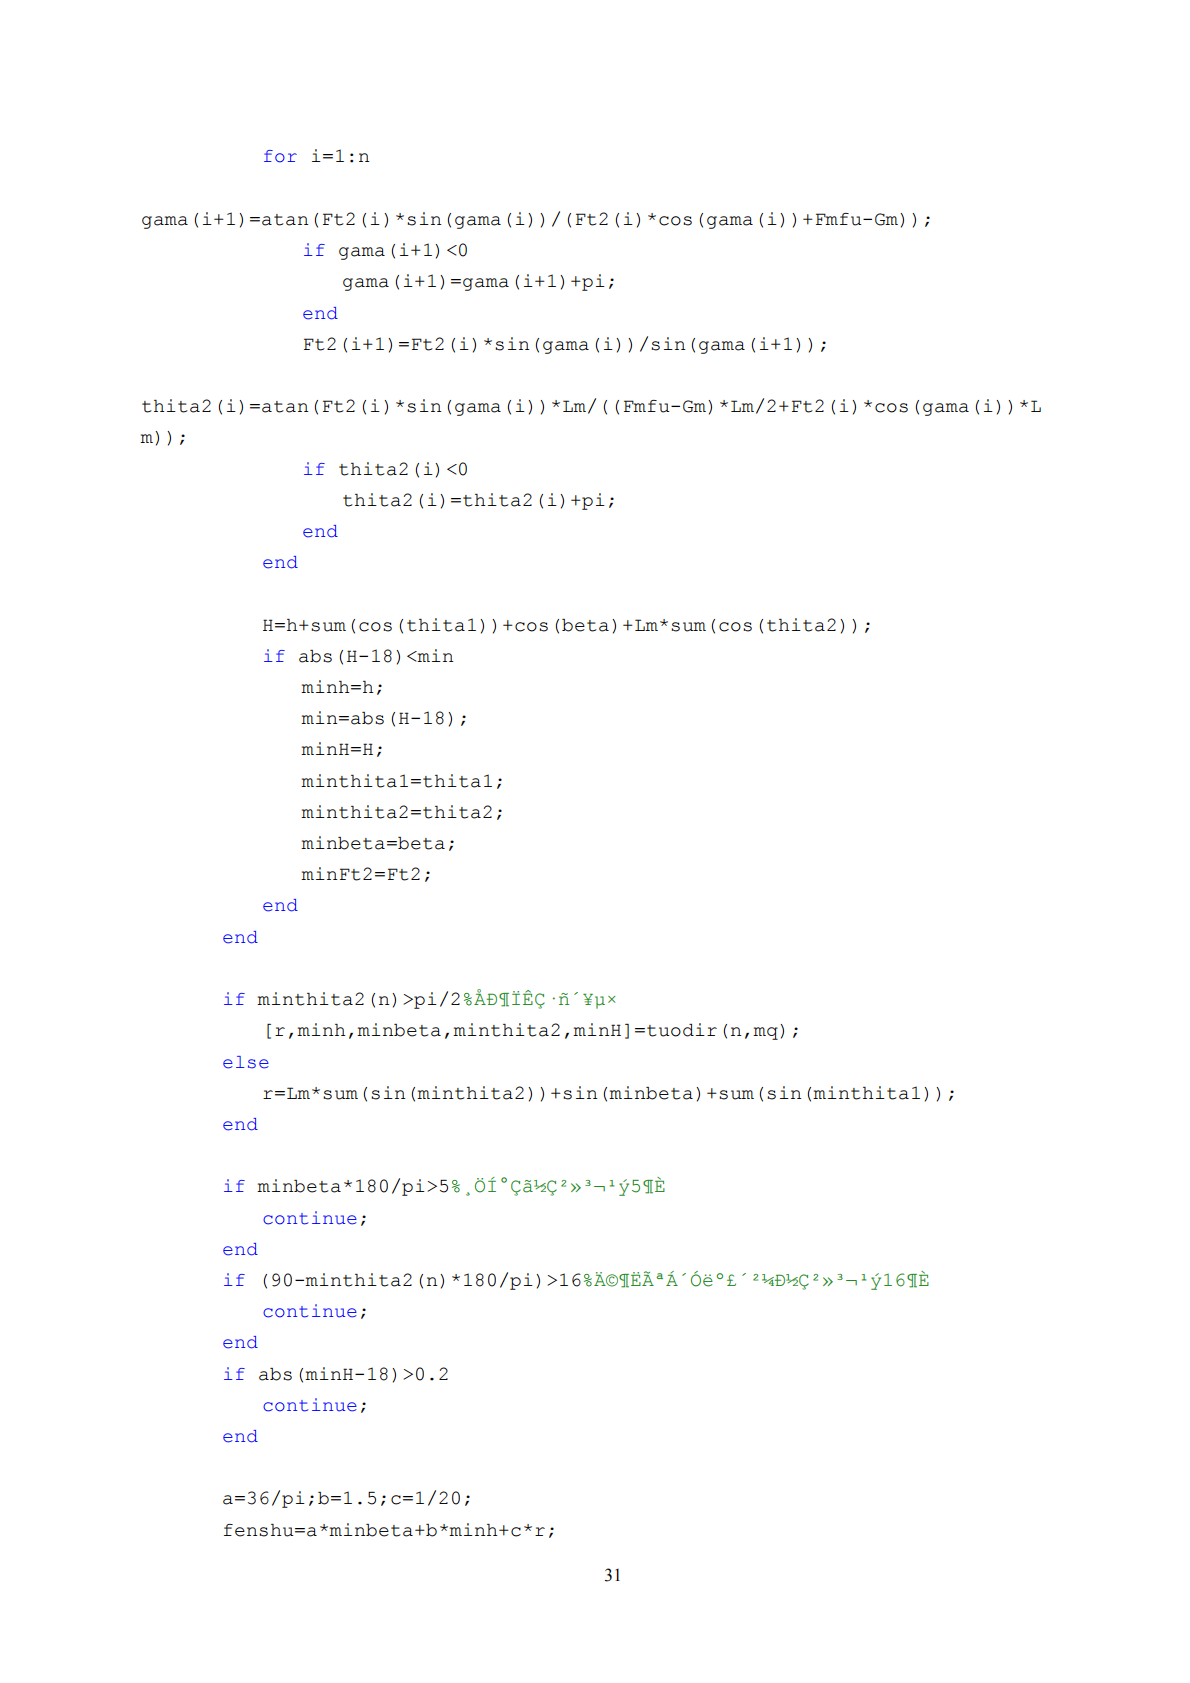 for i=1:n
gama(i+1)=atan(Ft2(i)*sin(gama(i))/(Ft2(i)*cos(gama(i))+Fmfu-Gm));
if gama(i+1)<0
gama(i+1)=gama(i+1)+pi;
end
Ft2(i+1)=Ft2(i)*sin(gama(i))/sin(gama(i+1));
thita2(i)=atan(Ft2(i)*sin(gama(i))*Lm/((Fmfu-Gm)*Lm/2+Ft2(i)*cos(gama(i))*L
m));
if thita2(i)<0
thita2(i)=thita2(i)+pi;
end
end
H=h+sum(cos(thita1))+cos(beta)+Lm*sum(cos(thita2));
if abs(H-18)<min
minh=h;
min=abs(H-18);
minH=H;
minthita1=thita1;
minthita2=thita2;
minbeta=beta;
minFt2=Ft2;
end
end
if minthita2(n)>pi/2%ÅÐ¶ÏÊÇ·ñ´¥µ×
[r,minh,minbeta,minthita2,minH]=tuodir(n,mq);
else
r=Lm*sum(sin(minthita2))+sin(minbeta)+sum(sin(minthita1));
end
if minbeta*180/pi>5%¸ÖÍ°Çã½Ç²»³¬¹ý5¶È
continue;
end
if (90-minthita2(n)*180/pi)>16%Ä©¶ËÃªÁ´Óëº£´²¼Ð½Ç²»³¬¹ý16¶È
continue;
end
if abs(minH-18)>0.2
continue;
end
a=36/pi;b=1.5;c=1/20;
fenshu=a*minbeta+b*minh+c*r;
31